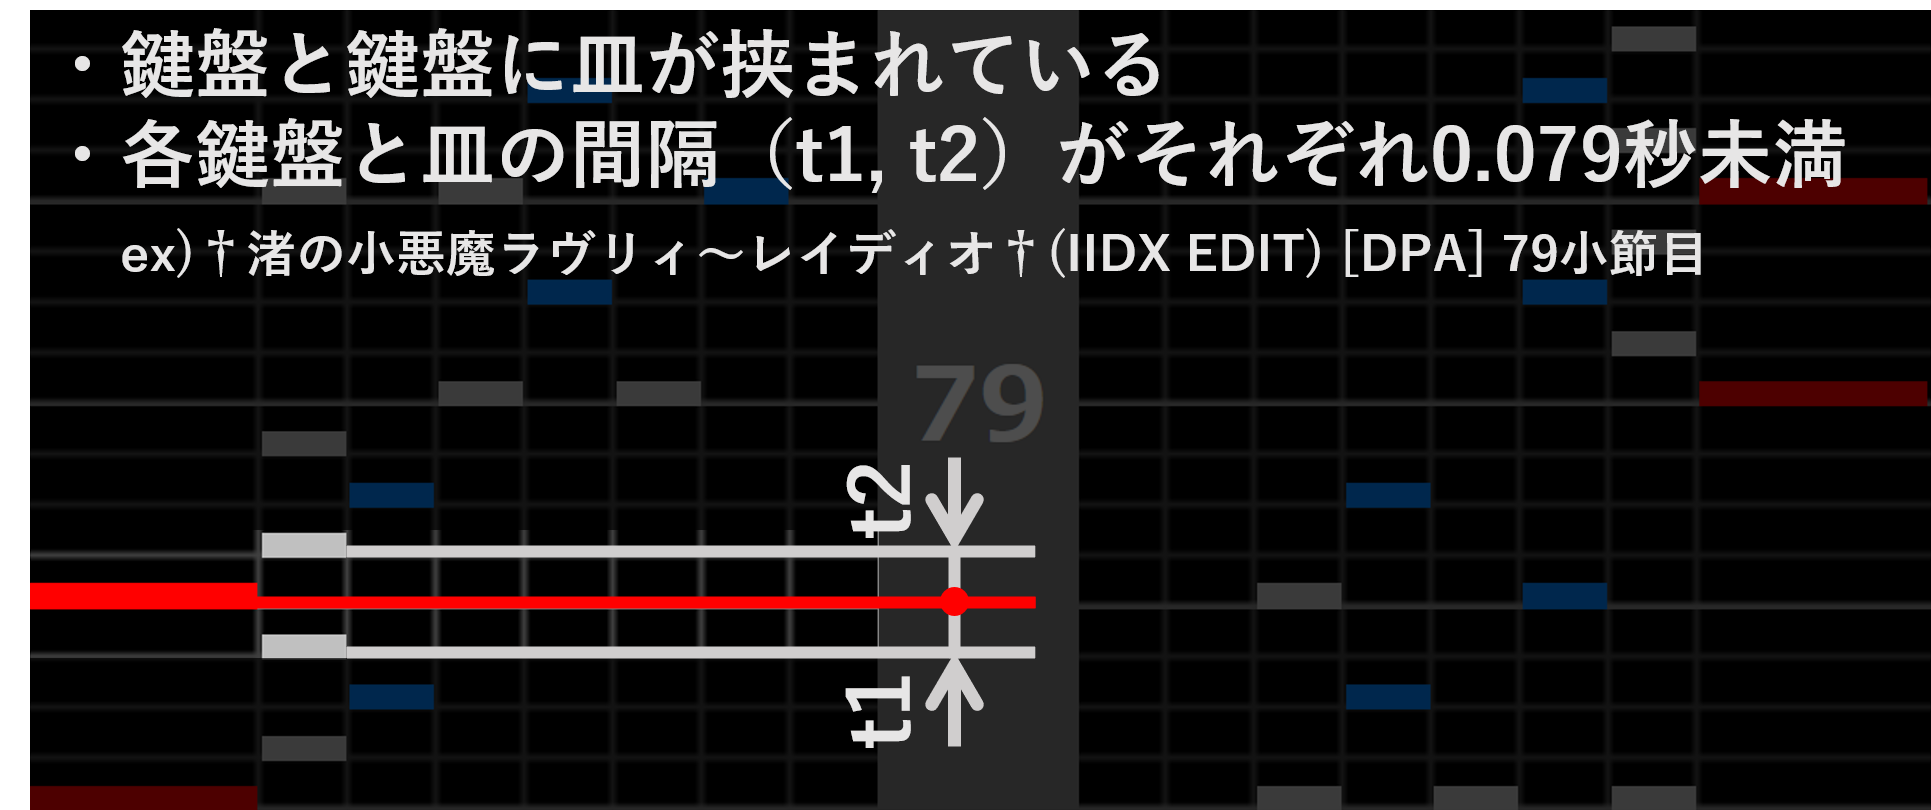 ・鍵盤と鍵盤に皿が挟まれている
・各鍵盤と皿の間隔（t1, t2）がそれぞれ0.079秒未満
ex)†渚の小悪魔ラヴリィ～レイディオ†(IIDX EDIT) [DPA] 79小節目
79
t2
t1